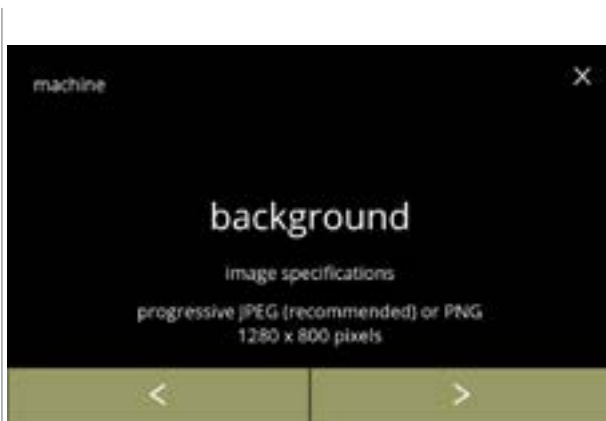 machine
×
background
image specifications
progressive JPEG (recommended) or PNG
1280 x 800 pixels
< >